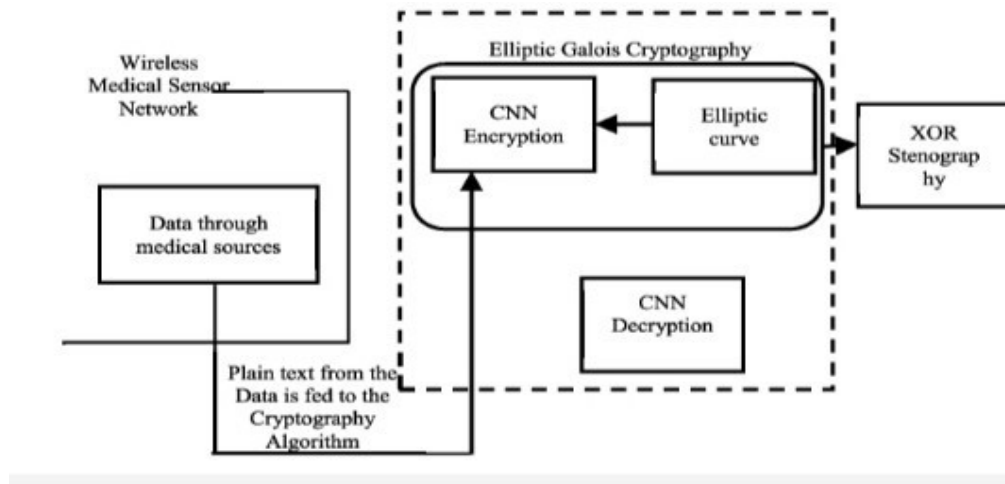 Wireless
Medical Sensor
Network
Data through
medical sources
Plain text from the
Data is fed to the
Cryptography
Algorithm
Elliptic Galois Cryptography
CNN
Encryption
Elliptic
curve
CNN
Decryption
XOR
Stenograp
hy